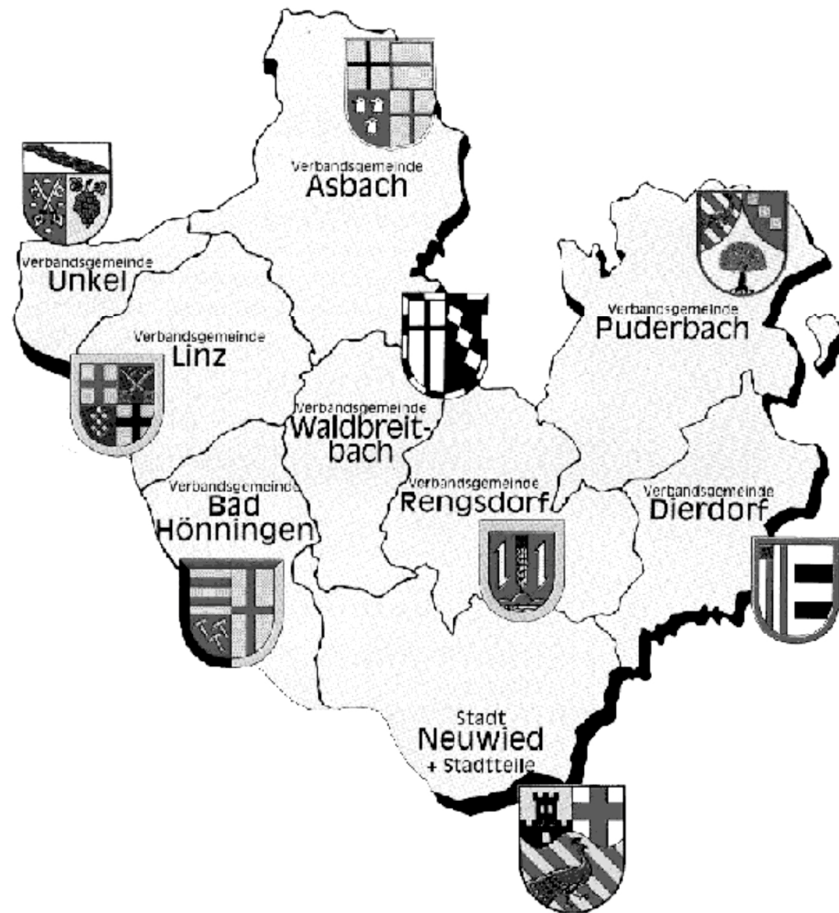 Verbandsgemeinde
Asbach
Verbandsgemeinde
Unkel
Verbandsgemeinde
Linz
Verbandsgemeinde
Puderbach
Verbandsgemeinde
Waldbreit-
bach
Verbandsgemeinde
Bad
Hönningen
Verbandsgemeinde
Rengsdorf
Verbandsgemeinde
Dierdorf
Stadt
Neuwied
+ Stadtteile